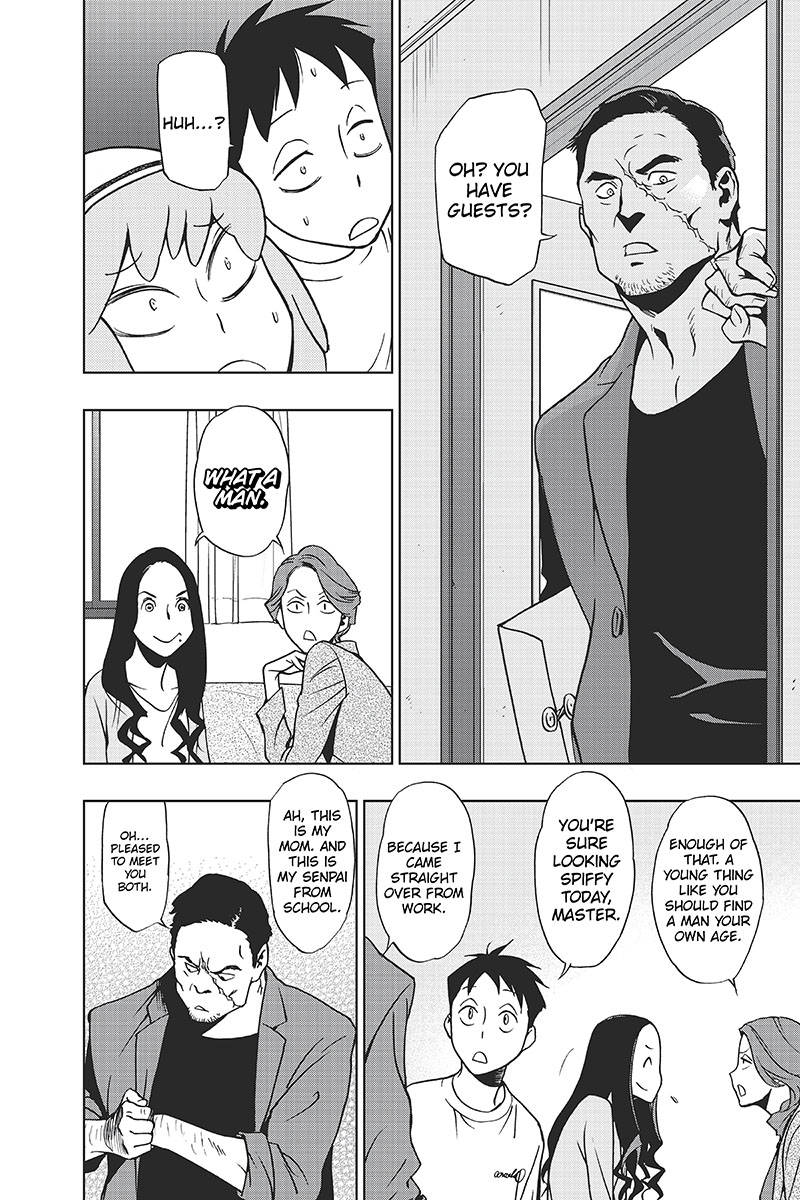 OH? YOU
HAVE
GUESTS?
HUH...?
WHAT A
MAN.
ENOUGH OF
THAT. A
YOUNG THING
LIKE YOU
SHOULD FIND
A MAN YOUR
OWN AGE.
YOU'RE
SURE
LOOKING
SPIFFY
TODAY,
MASTER.
BECAUSE I
CAME
STRAIGHT
OVER FROM
WORK.
AH, THIS
IS MY
MOM. AND
THIS IS
MY SENPAI
FROM
SCHOOL.
OH...
PLEASED
TO MEET
YOU
BOTH.